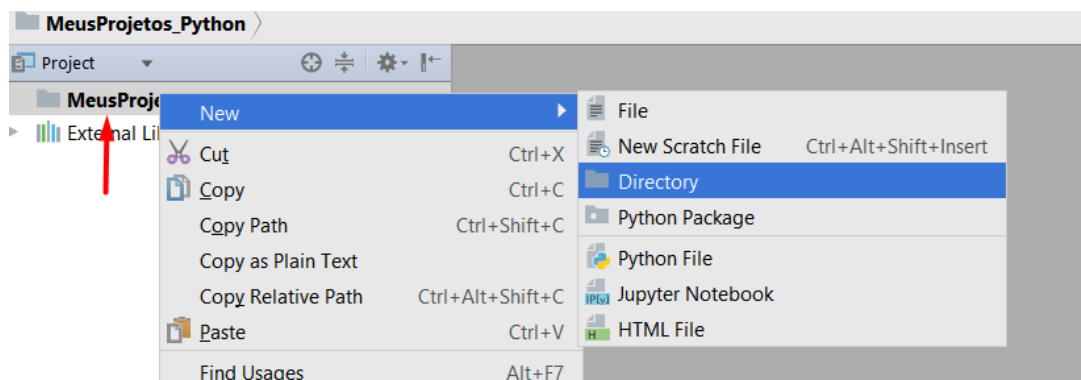 MeusProjetos_Python
Project
MeusProje
External Li
New
Cut Ctrl+X
Copy Ctrl+C
Copy Path Ctrl+Shift+C
Copy as Plain Text
Copy Relative Path Ctrl+Alt+Shift+C
Paste Ctrl+V
Find Usages Alt+F7
File
New Scratch File Ctrl+Alt+Shift+Insert
Directory
Python Package
Python File
IP[y] Jupyter Notebook
H HTML File